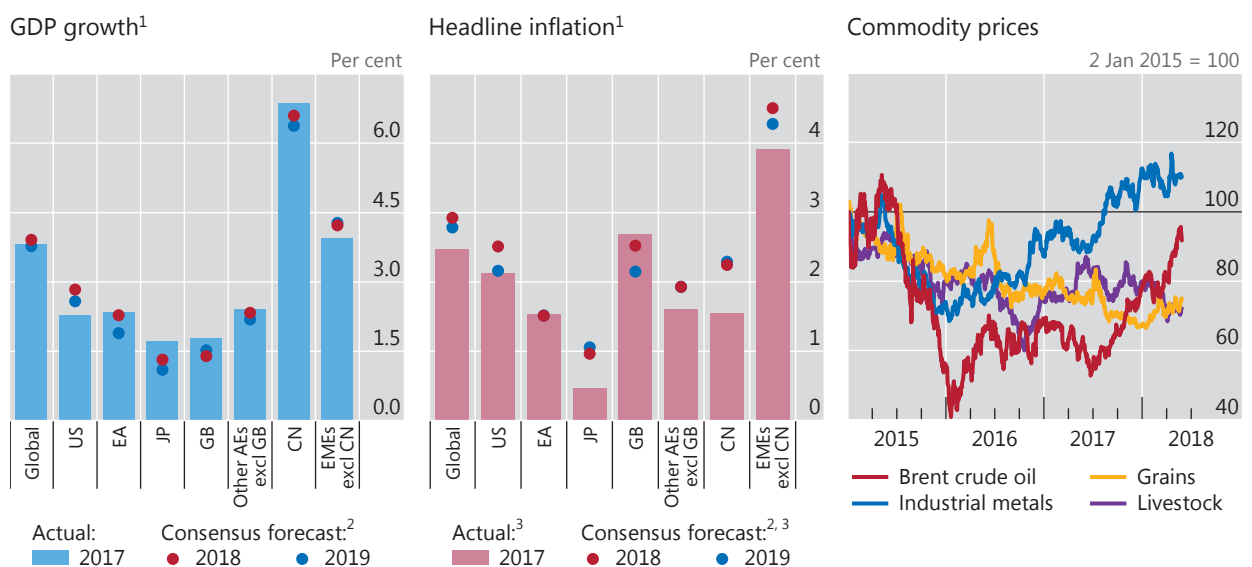 GDP growth1
Per cent
6.0
4.5
3.0
1.5
0.0
Global
US
EA
JP
GB
Other AEs
excl GB
CN
EMEs
excl CN
Actual:
2017
Consensus forecast:2
2018
2019
Headline inflation1
Per cent
4
3
2
1
0
Global
US
EA
JP
GB
Other AEs
excl GB
CN
EMEs
excl CN
Actual:3
2017
Consensus forecast:2, 3
2018
2019
Commodity prices
2 Jan 2015 = 100
120
100
80
60
40
2015
2016
2017
2018
Brent crude oil
Industrial metals
Grains
Livestock